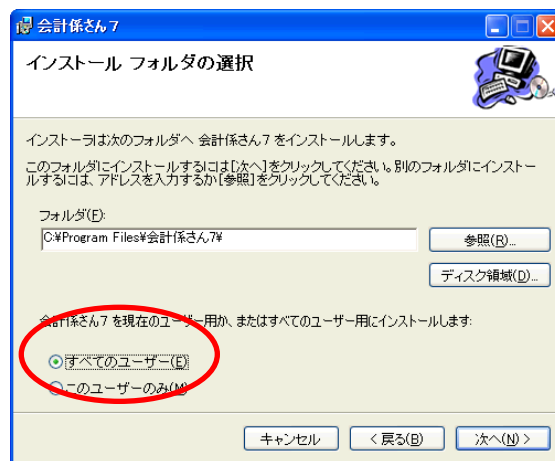 会計係さん7
インストール フォルダの選択
インストーラは次のフォルダへ 会計係さん7 をインストールします。
このフォルダにインストールするには[次へ]をクリックしてください。別のフォルダにインストー
ルするには、アドレスを入力するか[参照]をクリックしてください。
フォルダ(F):
C:¥Program Files¥会計係さん7¥
参照(R)...
ディスク領域(D)...
会計係さん7 を現在のユーザー用か、またはすべてのユーザー用にインストールします:
すべてのユーザー(E)
このユーザーのみ(M)
キャンセル
< 戻る(B)
次へ(N) >